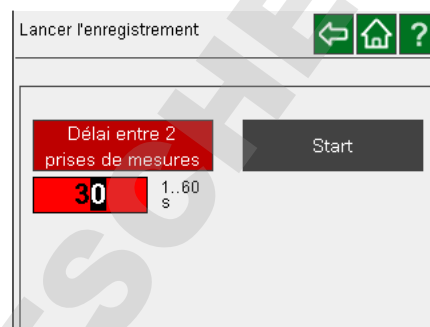 Lancer l'enregistrement
?
Délai entre 2
prises de mesures
Start
30
1..60
s